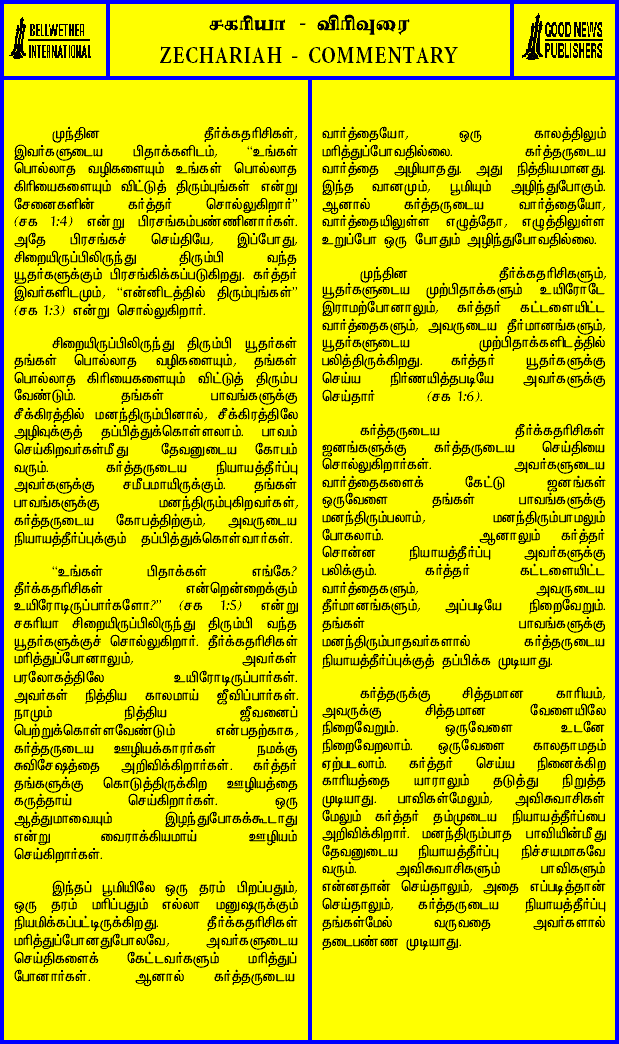 BELLWETHER
INTERNATIONAL
சகரியா - விரிவுரை
ZECHARIAH - COMMENTARY
GOOD NEWS
PUBLISHERS
முந்தின தீர்க்கதரிசிகள்,
இவர்களுடைய பிதாக்களிடம், “உங்கள்
பொல்லாத வழிகளையும் உங்கள் பொல்லாத
கிரியைகளையும் விட்டுத் திரும்புங்கள் என்று
சேனைகளின் கர்த்தர் சொல்லுகிறார்”
(சக 1:4) என்று பிரசங்கம்பண்ணினார்கள்.
அதே பிரசங்கச் செய்தியே, இப்போது,
சிறையிருப்பிலிருந்து திரும்பி வந்த
யூதர்களுக்கும் பிரசங்கிக்கப்படுகிறது. கர்த்தர்
இவர்களிடமும், “என்னிடத்தில் திரும்புங்கள்”
(சக 1:3) என்று சொல்லுகிறார்.
சிறையிருப்பிலிருந்து திரும்பி யூதர்கள்
தங்கள் பொல்லாத வழிகளையும், தங்கள்
பொல்லாத கிரியைகளையும் விட்டுத் திரும்ப
வேண்டும். தங்கள் பாவங்களுக்கு
சீக்கிரத்தில் மனந்திரும்பினால், சீக்கிரத்திலே
அழிவுக்குத் தப்பித்துக்கொள்ளலாம். பாவம்
செய்கிறவர்கள்மீது தேவனுடைய கோபம்
வரும். கர்த்தருடைய நியாயத்தீர்ப்பு
அவர்களுக்கு சமீபமாயிருக்கும். தங்கள்
பாவங்களுக்கு மனந்திரும்புகிறவர்கள்,
கர்த்தருடைய கோபத்திற்கும், அவருடைய
நியாயத்தீர்ப்புக்கும் தப்பித்துக்கொள்வார்கள்.
“உங்கள் பிதாக்கள் எங்கே?
தீர்க்கதரிசிகள் என்றென்றைக்கும்
உயிரோடிருப்பார்களோ?” (சக 1:5) என்று
சகரியா சிறையிருப்பிலிருந்து திரும்பி வந்த
யூதர்களுக்குச் சொல்லுகிறார். தீர்க்கதரிசிகள்
மரித்துப்போனாலும், அவர்கள்
பரலோகத்திலே உயிரோடிருப்பார்கள்.
அவர்கள் நித்திய காலமாய் ஜீவிப்பார்கள்.
நாமும் நித்திய ஜீவனைப்
பெற்றுக்கொள்ளவேண்டும் என்பதற்காக,
கர்த்தருடைய ஊழியக்காரர்கள் நமக்கு
சுவிசேஷத்தை அறிவிக்கிறார்கள். கர்த்தர்
தங்களுக்கு கொடுத்திருக்கிற ஊழியத்தை
கருத்தாய் செய்கிறார்கள். ஒரு
ஆத்துமாவையும் இழந்துபோகக்கூடாது
என்று வைராக்கியமாய் ஊழியம்
செய்கிறார்கள்.
இந்தப் பூமியிலே ஒரு தரம் பிறப்பதும்,
ஒரு தரம் மரிப்பதும் எல்லா மனுஷருக்கும்
நியமிக்கப்பட்டிருக்கிறது. தீர்க்கதரிசிகள்
மரித்துப்போனதுபோலவே, அவர்களுடைய
செய்திகளைக் கேட்டவர்களும் மரித்துப்
போனார்கள். ஆனால் கர்த்தருடைய
வார்த்தையோ, ஒரு காலத்திலும்
மரித்துப்போவதில்லை. கர்த்தருடைய
வார்த்தை அழியாதது. அது நித்தியமானது.
இந்த வானமும், பூமியும் அழிந்துபோகும்.
ஆனால் கர்த்தருடைய வார்த்தையோ,
வார்த்தையிலுள்ள எழுத்தோ, எழுத்திலுள்ள
உறுப்போ ஒரு போதும் அழிந்துபோவதில்லை.
முந்தின தீர்க்கதரிசிகளும்,
யூதர்களுடைய முற்பிதாக்களும் உயிரோடே
இராமற்போனாலும், கர்த்தர் கட்டளையிட்ட
வார்த்தைகளும், அவருடைய தீர்மானங்களும்,
யூதர்களுடைய முற்பிதாக்களிடத்தில்
பலித்திருக்கிறது. கர்த்தர் யூதர்களுக்கு
செய்ய நிர்ணயித்தபடியே அவர்களுக்கு
செய்தார் (சக 1:6).
கர்த்தருடைய தீர்க்கதரிசிகள்
ஜனங்களுக்கு கர்த்தருடைய செய்தியை
சொல்லுகிறார்கள். அவர்களுடைய
வார்த்தைகளைக் கேட்டு ஜனங்கள்
ஒருவேளை தங்கள் பாவங்களுக்கு
மனந்திரும்பலாம், மனந்திரும்பாமலும்
போகலாம். ஆனாலும் கர்த்தர்
சொன்ன நியாயத்தீர்ப்பு அவர்களுக்கு
பலிக்கும். கர்த்தர் கட்டளையிட்ட
வார்த்தைகளும், அவருடைய
தீர்மானங்களும், அப்படியே நிறைவேறும்.
தங்கள் பாவங்களுக்கு
மனந்திரும்பாதவர்களால் கர்த்தருடைய
நியாயத்தீர்ப்புக்குத் தப்பிக்க முடியாது.
கர்த்தருக்கு சித்தமான காரியம்,
அவருக்கு சித்தமான வேளையிலே
நிறைவேறும். ஒருவேளை உடனே
நிறைவேறலாம். ஒருவேளை காலதாமதம்
ஏற்படலாம். கர்த்தர் செய்ய நினைக்கிற
காரியத்தை யாராலும் தடுத்து நிறுத்த
முடியாது. பாவிகள்மேலும், அவிசுவாசிகள்
மேலும் கர்த்தர் தம்முடைய நியாயத்தீர்ப்பை
அறிவிக்கிறார். மனந்திரும்பாத பாவியின்மீது
தேவனுடைய நியாயத்தீர்ப்பு நிச்சயமாகவே
வரும். அவிசுவாசிகளும் பாவிகளும்
என்னதான் செய்தாலும், அதை எப்படித்தான்
செய்தாலும், கர்த்தருடைய நியாயத்தீர்ப்பு
தங்கள்மேல் வருவதை அவர்களால்
தடைபண்ண முடியாது.